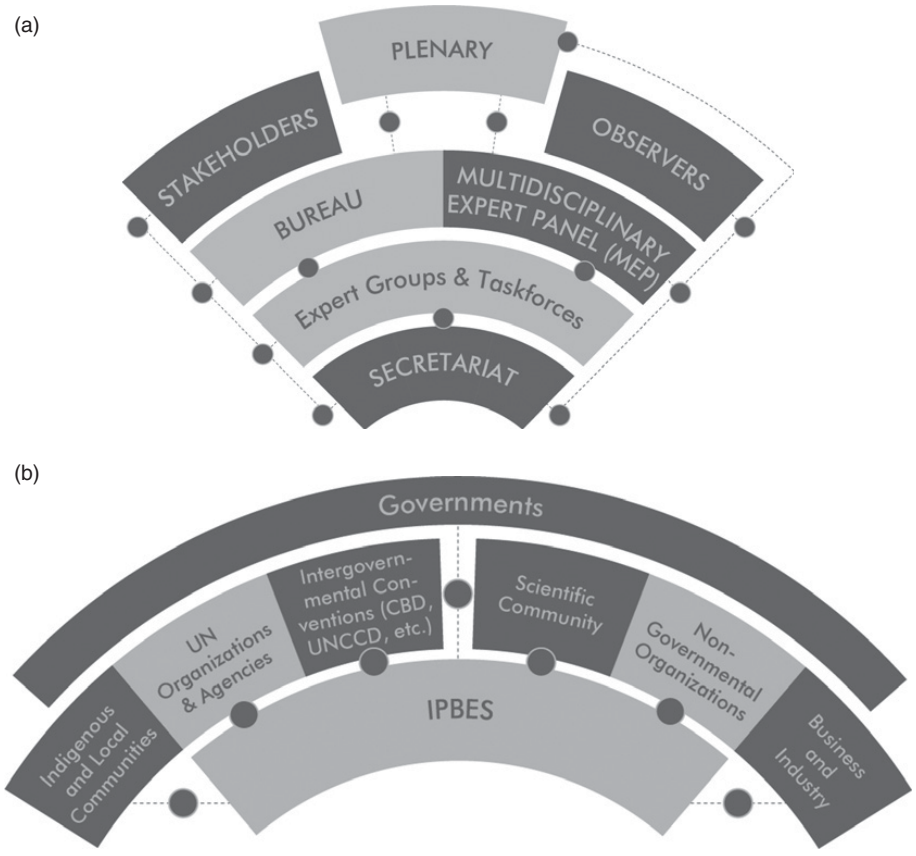 (a)
PLENARY
STAKEHOLDERS
OBSERVERS
BUREAU
MULTIDISCIPLINARY
EXPERT PANEL (MEP)
Expert Groups & Taskforces
SECRETARIAT
(b)
Governments
Indigenous
and Local
Communities
UN
Organizations
& Agencies
Intergovern-
mental Con-
ventions (CBD,
UNCCD, etc.)
Scientific
Community
Non-
Governmental
Organizations
Business
and
Industry
IPBES